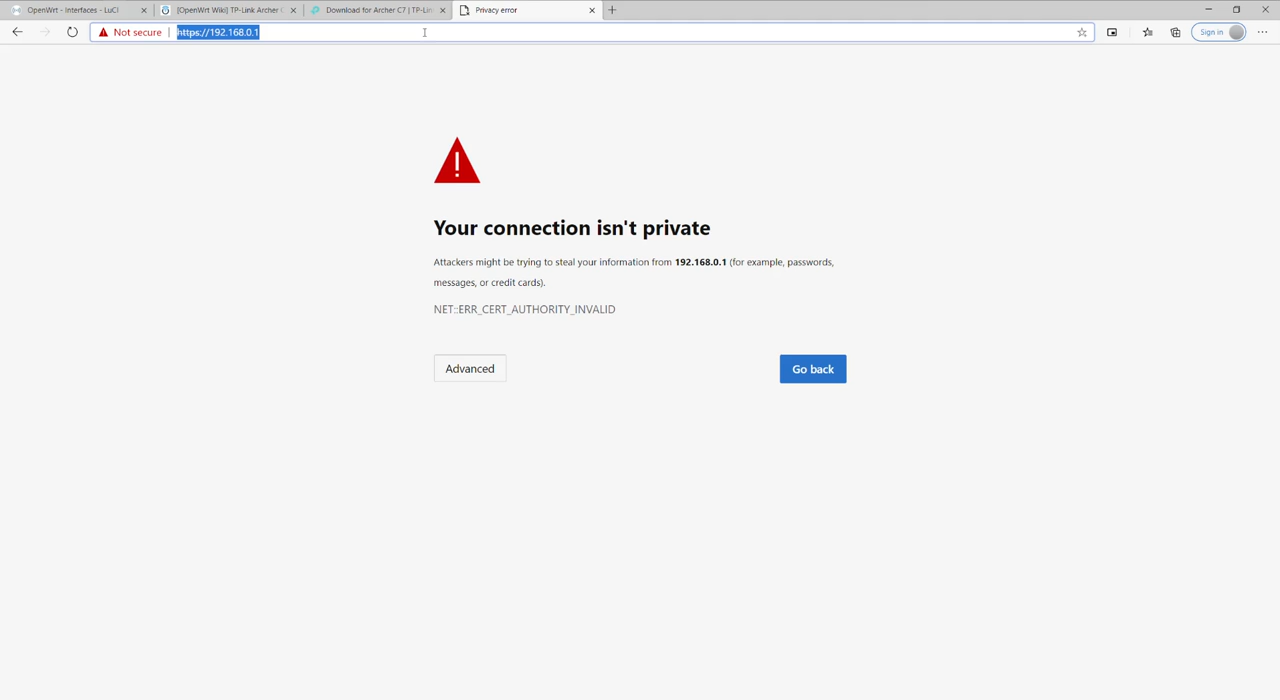 OpenWrt - Interfaces - LuCI
[OpenWrt Wiki] TP-Link Archer C
Download for Archer C7 | TP-Lin
Privacy error
Not secure
https://192.168.0.1
Sign in
Your connection isn't private
Attackers might be trying to steal your information from 192.168.0.1 (for example, passwords,
messages, or credit cards).
NET::ERR_CERT_AUTHORITY_INVALID
Advanced
Go back